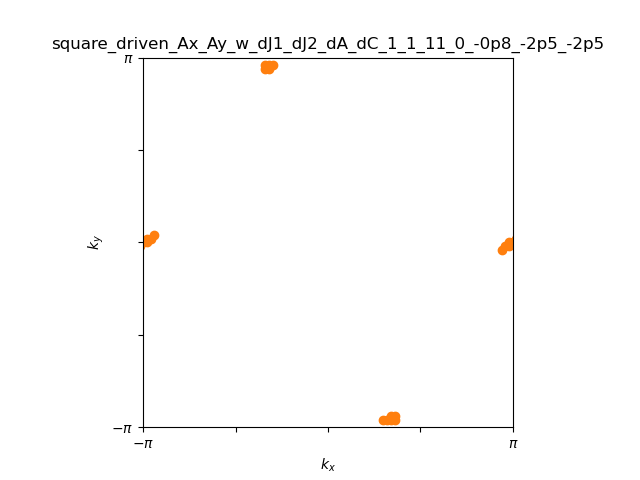 square_driven_Ax_Ay_w_dJ1_dJ2_dA_dC_1_1_11_0_-0p8_-2p5_-2p5
π
k_y
-π
-π
π
k_x